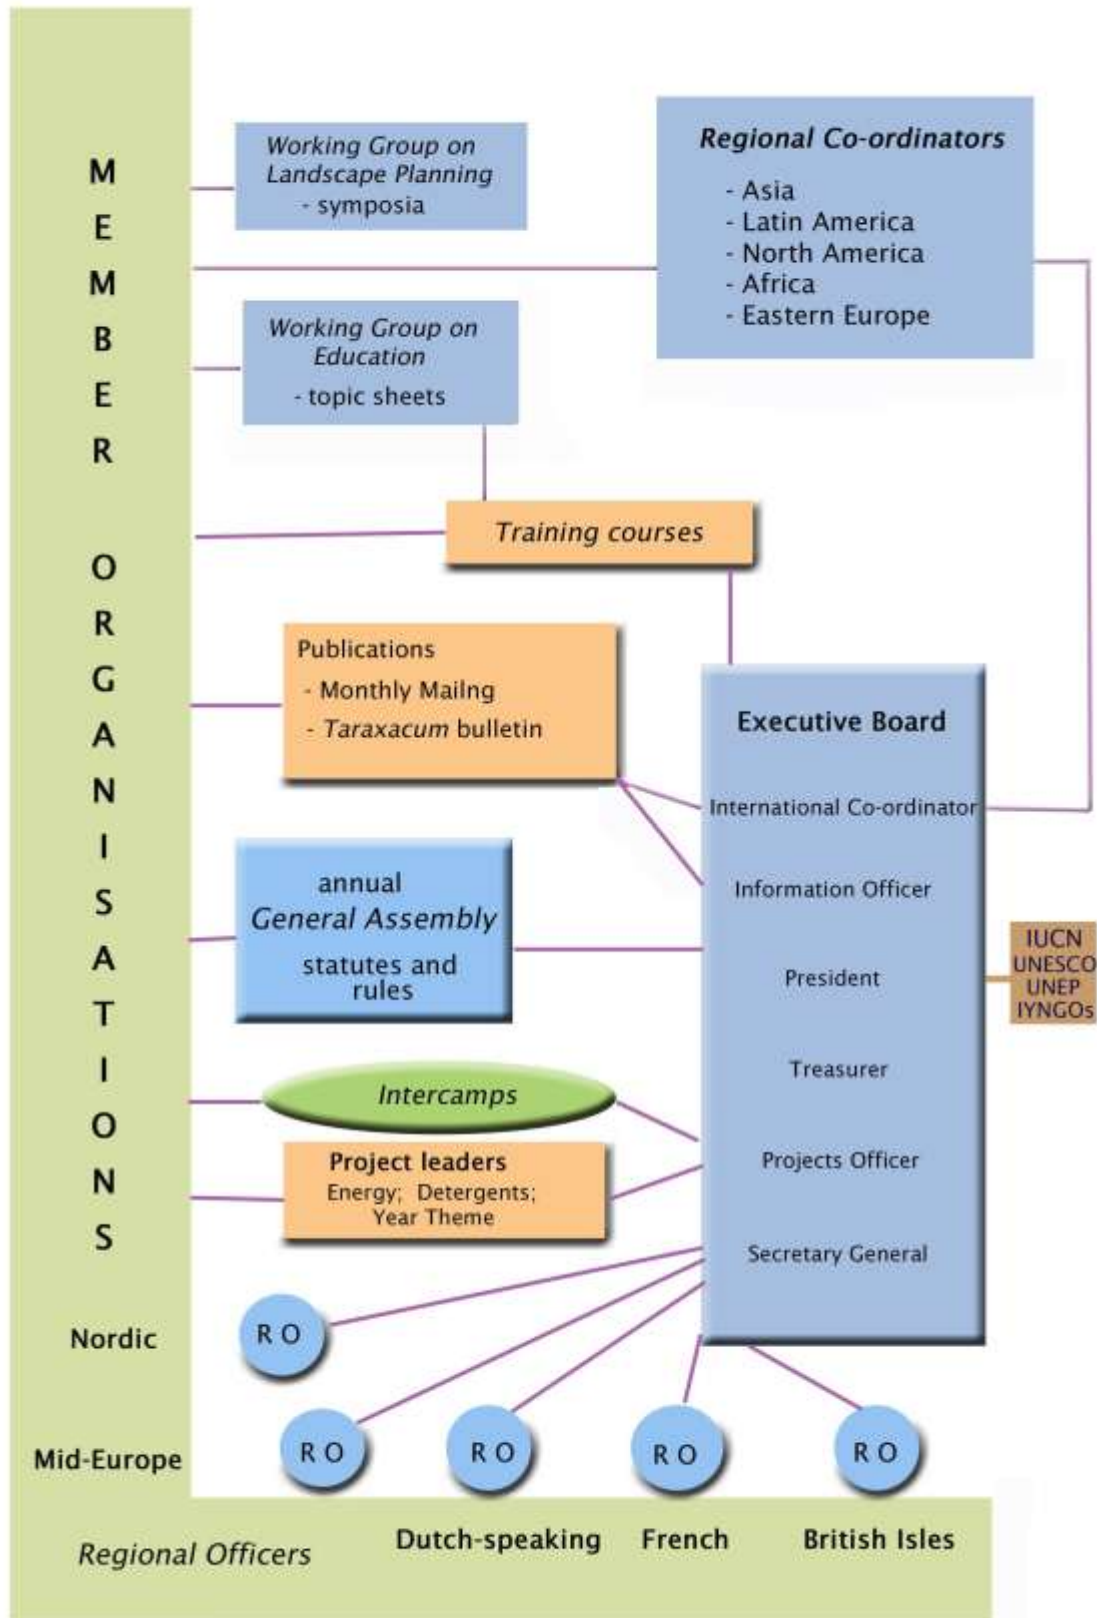 MEMBER ORGANISATIONS
Working Group on
Landscape Planning
- symposia
Regional Co-ordinators
- Asia
- Latin America
- North America
- Africa
- Eastern Europe
Working Group on
Education
- topic sheets
Training courses
Publications
- Monthly Mailng
- Taraxacum bulletin
Executive Board
International Co-ordinator
Information Officer
President
Treasurer
Projects Officer
Secretary General
annual
General Assembly
statutes and
rules
IUCN
UNESCO
UNEP
IYNGOs
Intercamps
Project leaders
Energy; Detergents;
Year Theme
Nordic
R O
Mid-Europe
R O
R O
R O
R O
Regional Officers
Dutch-speaking
French
British Isles